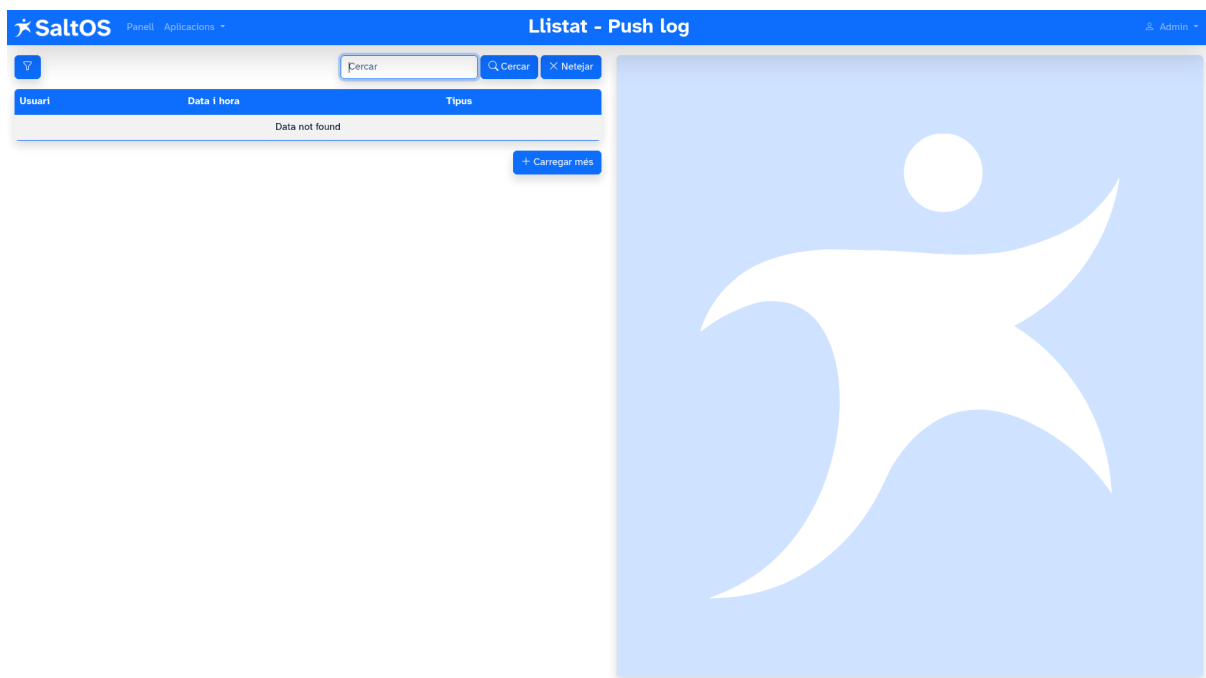 SaltOS Panell Aplicacions Llistat - Push log Admin
Cercar Cercar Netejar
Usuari Data i hora Tipus
Data not found
Carregar més